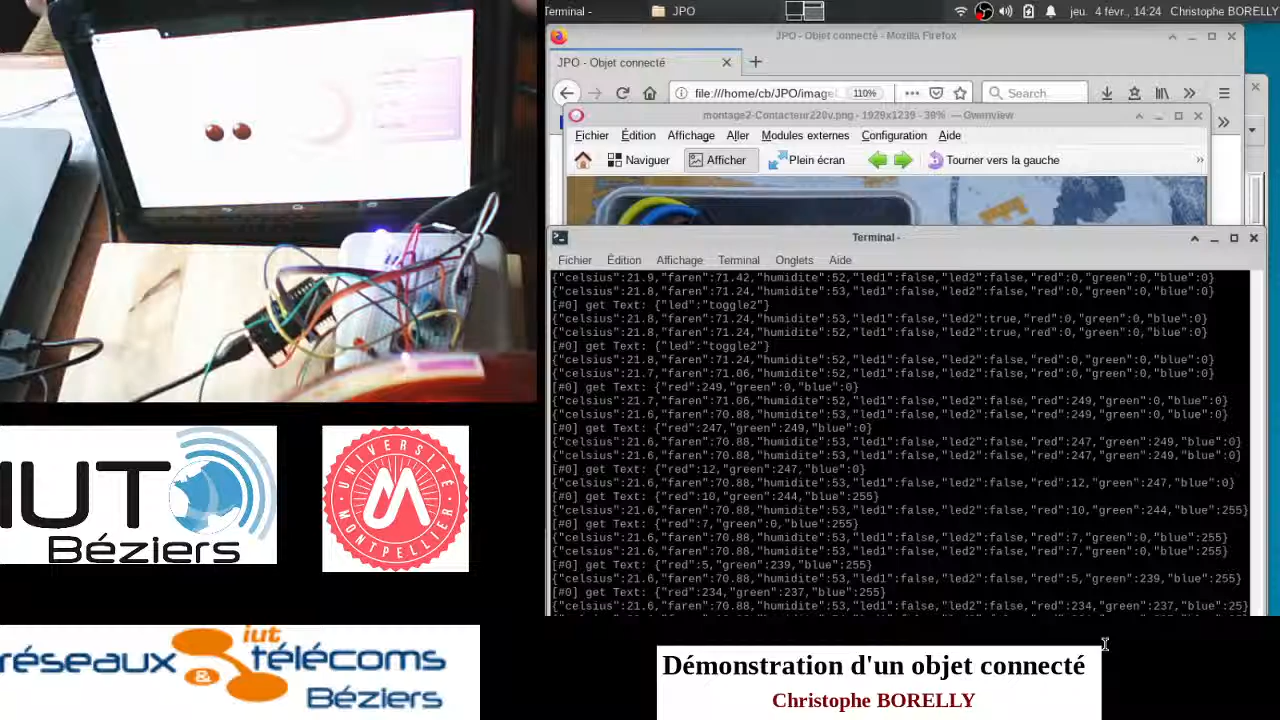 Terminal -
JPO
jeu. 4 févr., 14:24
Christophe BORELLY
JPO - Objet connecté - Mozilla Firefox
JPO - Objet connecté
file:///home/cb/JPO/image
110%
Search
montage2-Contacteur220v.png - 1929x1239 - 39% — Gwenview
Fichier Édition Affichage Aller Modules externes Configuration Aide
Naviguer Afficher Plein écran Tourner vers la gauche
Terminal -
Fichier Édition Affichage Terminal Onglets Aide
{"celsius":21.9,"faren":71.42,"humidite":52,"led1":false,"led2":false,"red":0,"green":0,"blue":0}
{"celsius":21.8,"faren":71.24,"humidite":53,"led1":false,"led2":false,"red":0,"green":0,"blue":0}
[#0] get Text: {"led":"toggle2"}
{"celsius":21.8,"faren":71.24,"humidite":53,"led1":false,"led2":true,"red":0,"green":0,"blue":0}
{"celsius":21.8,"faren":71.24,"humidite":52,"led1":false,"led2":true,"red":0,"green":0,"blue":0}
[#0] get Text: {"led":"toggle2"}
{"celsius":21.8,"faren":71.24,"humidite":52,"led1":false,"led2":false,"red":0,"green":0,"blue":0}
{"celsius":21.7,"faren":71.06,"humidite":52,"led1":false,"led2":false,"red":0,"green":0,"blue":0}
[#0] get Text: {"red":249,"green":0,"blue":0}
{"celsius":21.7,"faren":71.06,"humidite":52,"led1":false,"led2":false,"red":249,"green":0,"blue":0}
{"celsius":21.6,"faren":70.88,"humidite":53,"led1":false,"led2":false,"red":249,"green":0,"blue":0}
[#0] get Text: {"red":247,"green":249,"blue":0}
{"celsius":21.6,"faren":70.88,"humidite":53,"led1":false,"led2":false,"red":247,"green":249,"blue":0}
{"celsius":21.6,"faren":70.88,"humidite":53,"led1":false,"led2":false,"red":247,"green":249,"blue":0}
[#0] get Text: {"red":12,"green":247,"blue":0}
{"celsius":21.6,"faren":70.88,"humidite":53,"led1":false,"led2":false,"red":12,"green":247,"blue":0}
[#0] get Text: {"red":10,"green":244,"blue":255}
{"celsius":21.6,"faren":70.88,"humidite":53,"led1":false,"led2":false,"red":10,"green":244,"blue":255}
[#0] get Text: {"red":7,"green":0,"blue":255}
{"celsius":21.6,"faren":70.88,"humidite":53,"led1":false,"led2":false,"red":7,"green":0,"blue":255}
{"celsius":21.6,"faren":70.88,"humidite":53,"led1":false,"led2":false,"red":7,"green":0,"blue":255}
[#0] get Text: {"red":5,"green":239,"blue":255}
{"celsius":21.6,"faren":70.88,"humidite":53,"led1":false,"led2":false,"red":5,"green":239,"blue":255}
[#0] get Text: {"red":234,"green":237,"blue":255}
{"celsius":21.6,"faren":70.88,"humidite":53,"led1":false,"led2":false,"red":234,"green":237,"blue":25
IUT
Béziers
UNIVERSITÉ
MONTPELLIER
iut
réseaux & télécoms
Béziers
Démonstration d'un objet connecté
Christophe BORELLY